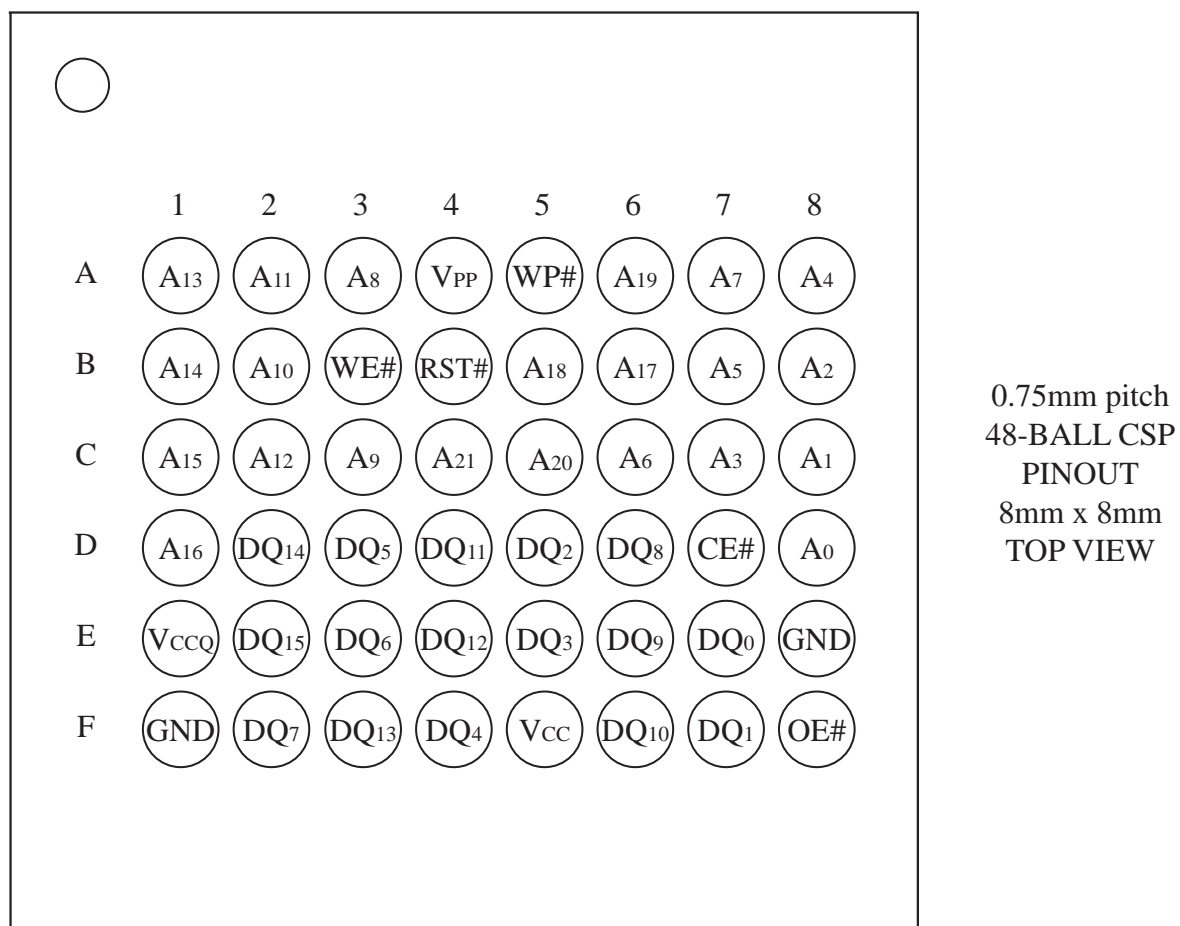 1 2 3 4 5 6 7 8
A A13 A11 A8 VPP WP# A19 A7 A4
B A14 A10 WE# RST# A18 A17 A5 A2
C A15 A12 A9 A21 A20 A6 A3 A1
D A16 DQ14 DQ5 DQ11 DQ2 DQ8 CE# A0
E VCCQ DQ15 DQ6 DQ12 DQ3 DQ9 DQ0 GND
F GND DQ7 DQ13 DQ4 VCC DQ10 DQ1 OE#
0.75mm pitch
48-BALL CSP
PINOUT
8mm x 8mm
TOP VIEW